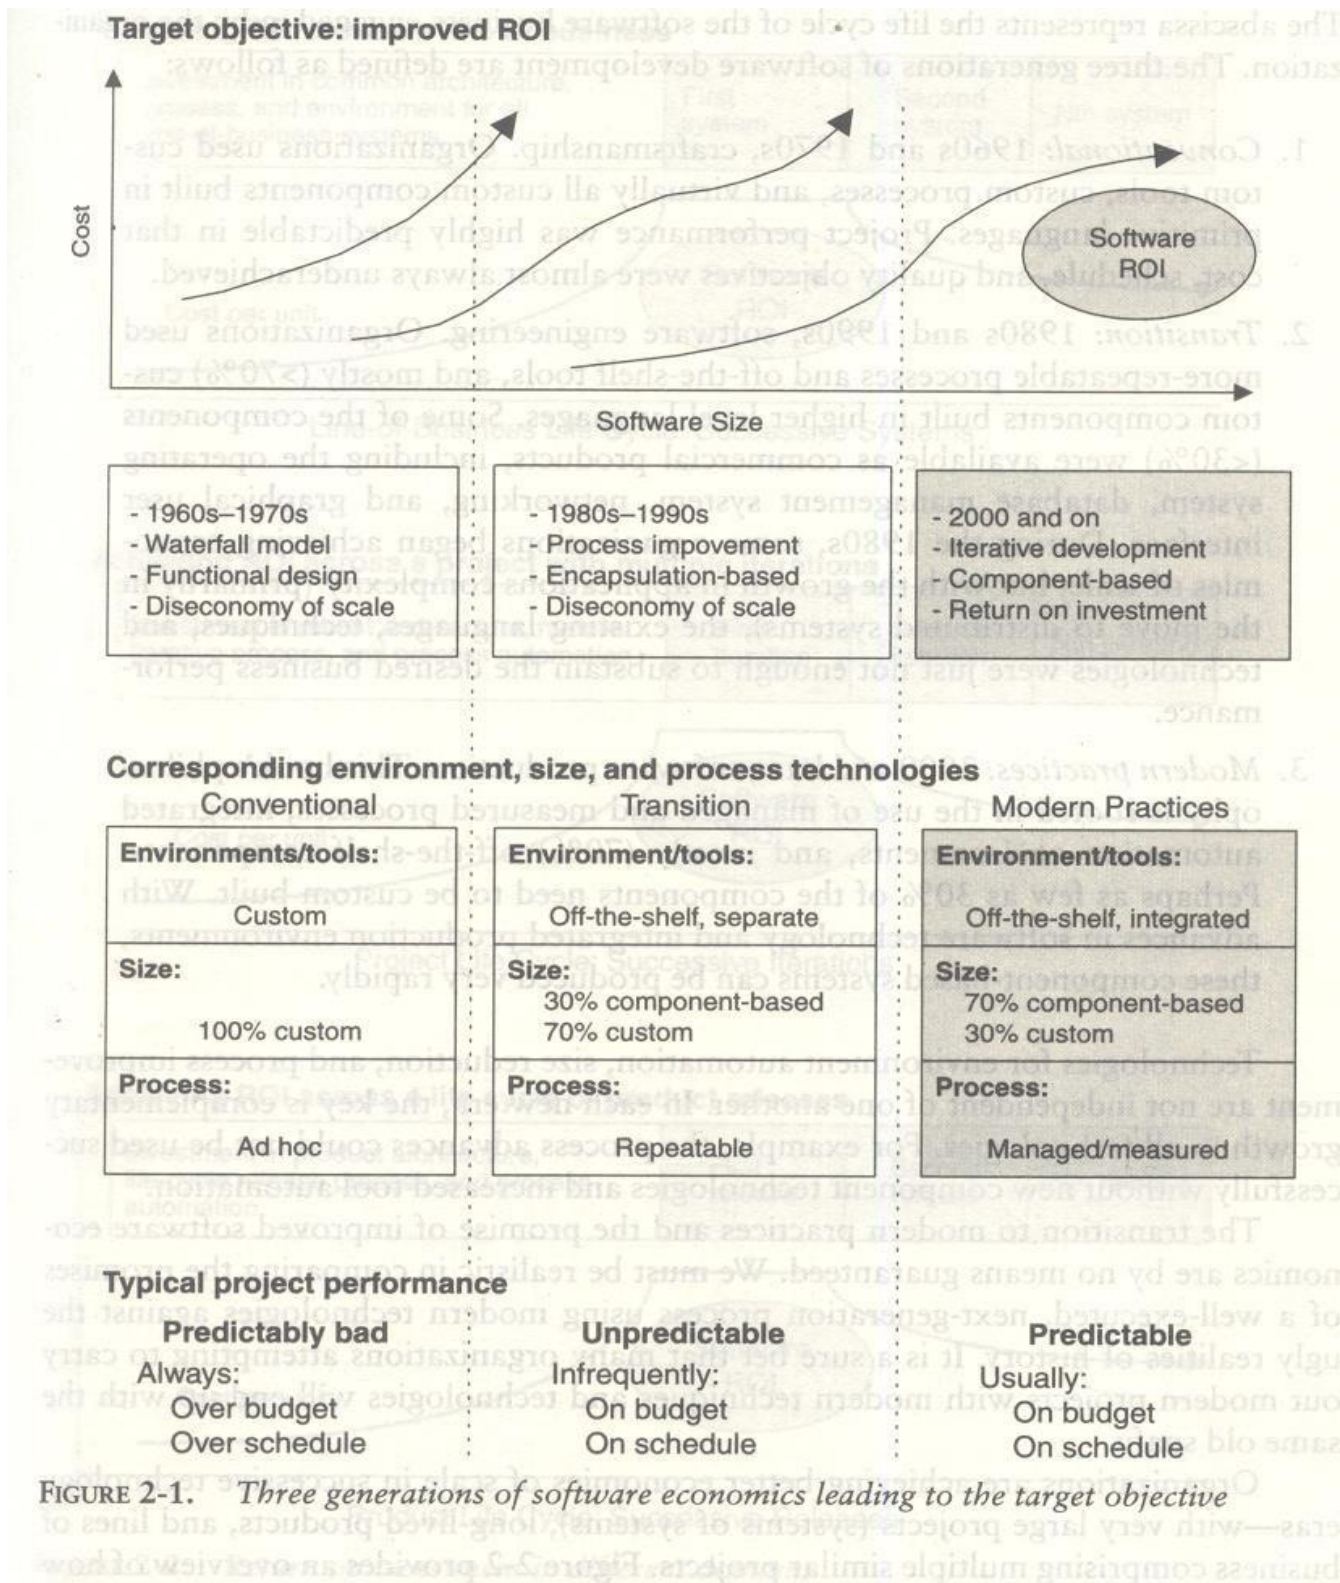 Target objective: improved ROI
Cost
Software
ROI
Software Size
- 1960s–1970s
- Waterfall model
- Functional design
- Diseconomy of scale
- 1980s–1990s
- Process impovement
- Encapsulation-based
- Diseconomy of scale
- 2000 and on
- Iterative development
- Component-based
- Return on investment
Corresponding environment, size, and process technologies
Conventional
Environments/tools:
Custom
Size:
100% custom
Process:
Ad hoc
Transition
Environment/tools:
Off-the-shelf, separate
Size:
30% component-based
70% custom
Process:
Repeatable
Modern Practices
Environment/tools:
Off-the-shelf, integrated
Size:
70% component-based
30% custom
Process:
Managed/measured
Typical project performance
Predictably bad
Always:
Over budget
Over schedule
Unpredictable
Infrequently:
On budget
On schedule
Predictable
Usually:
On budget
On schedule
FIGURE 2-1. Three generations of software economics leading to the target objective